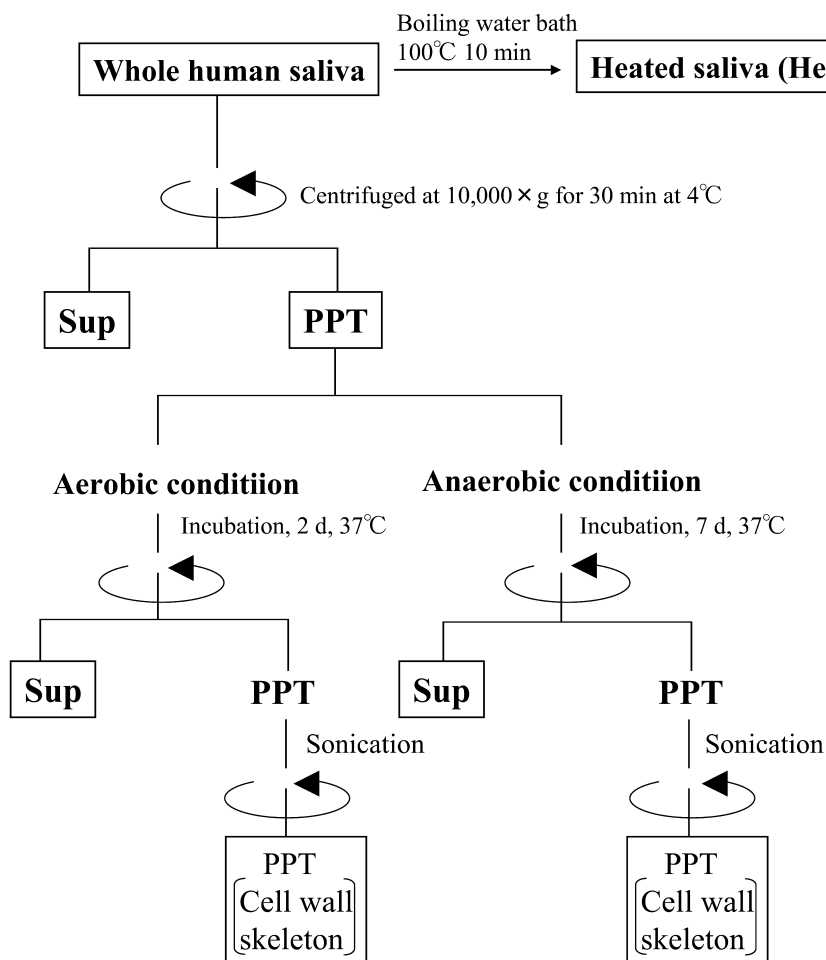 Boiling water bath
100℃ 10 min
Whole human saliva
Heated saliva (He
Centrifuged at 10,000×g for 30 min at 4℃
Sup
PPT
Aerobic conditiion
Anaerobic conditiion
Incubation, 2 d, 37℃
Incubation, 7 d, 37℃
Sup
PPT
Sup
PPT
Sonication
Sonication
PPT
Cell wall
skeleton
PPT
Cell wall
skeleton